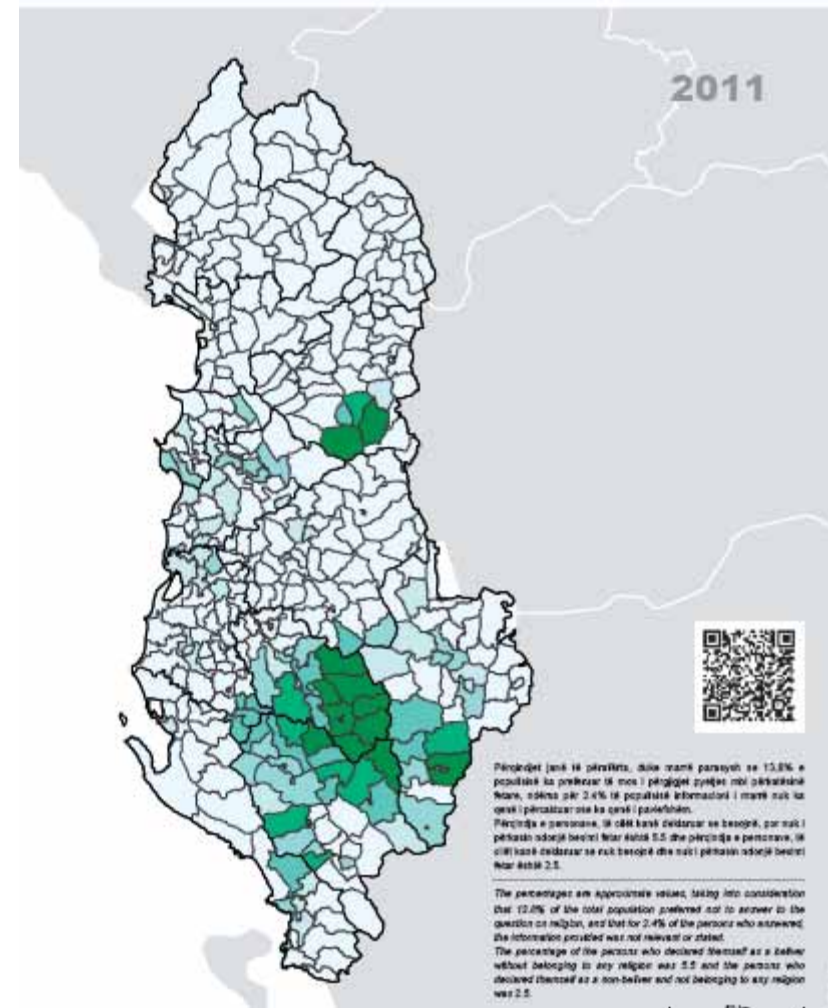 2011
Përqindjet janë të përafërta, duke marrë parasysh se 13.8% e
popullsisë ka preferuar të mos i përgjigjet pyetjes mbi përkatësinë
fetare, ndërsa për 2.4% të popullsisë informacioni i marrë nuk ka
qenë i përcaktuar ose ka qenë i pavlefshëm.
Përqindja e personave, të cilët kanë deklaruar se besojnë, por nuk i
përkasin ndonjë besimi fetar është 5.5 dhe përqindja e personave, të
cilët kanë deklaruar se nuk besojnë dhe nuk i përkasin ndonjë besimi
fetar është 2.5.
The percentages are approximate values, taking into consideration
that 13.8% of the total population preferred not to answer to the
question on religion, and that for 2.4% of the persons who answered,
the information provided was not relevant or stated.
The percentage of the persons who declared themself as a beliver
without belonging to any religion was 5.5 and the persons who
declared themself as a non-beliver and not belonging to any religion
was 2.5.